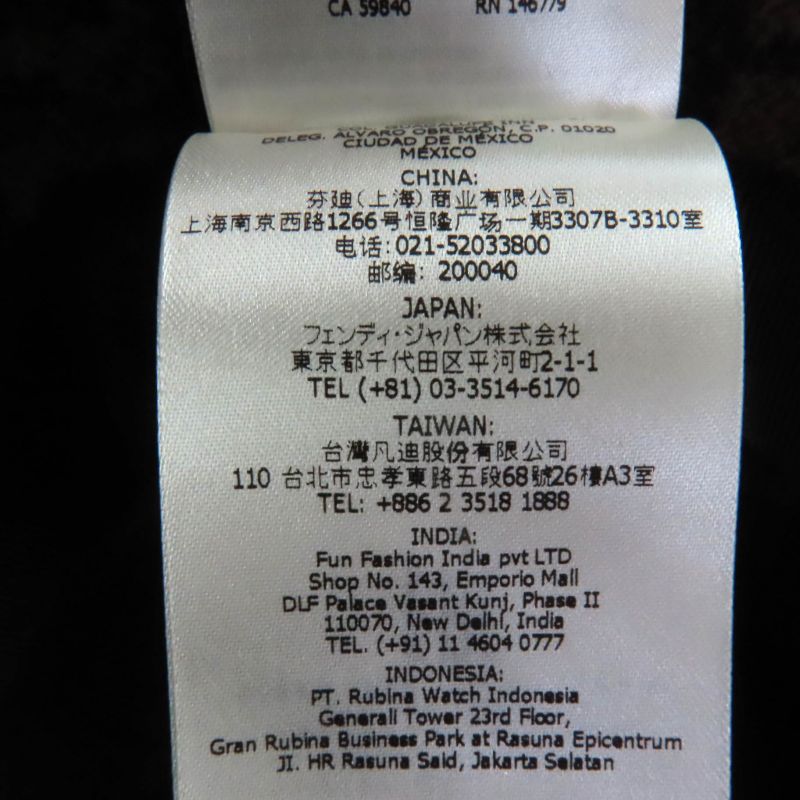 CA 59840 RN 146779
COL. GUADALUPE INN
DELEG. ALVARO OBREGÓN, C.P. 01020
CIUDAD DE MÉXICO
MÉXICO
CHINA:
芬迪(上海)商业有限公司
上海南京西路1266号恒隆广场一期3307B-3310室
电话: 021-52033800
邮编: 200040
JAPAN:
フェンディ・ジャパン株式会社
東京都千代田区平河町2-1-1
TEL (+81) 03-3514-6170
TAIWAN:
台灣凡迪股份有限公司
110 台北市忠孝東路五段68號26樓A3室
TEL: +886 2 3518 1888
INDIA:
Fun Fashion India pvt LTD
Shop No. 143, Emporio Mall
DLF Palace Vasant Kunj, Phase II
110070, New Delhi, India
TEL. (+91) 11 4604 0777
INDONESIA:
PT. Rubina Watch Indonesia
Generali Tower 23rd Floor,
Gran Rubina Business Park at Rasuna Epicentrum
JI. HR Rasuna Said, Jakarta Selatan